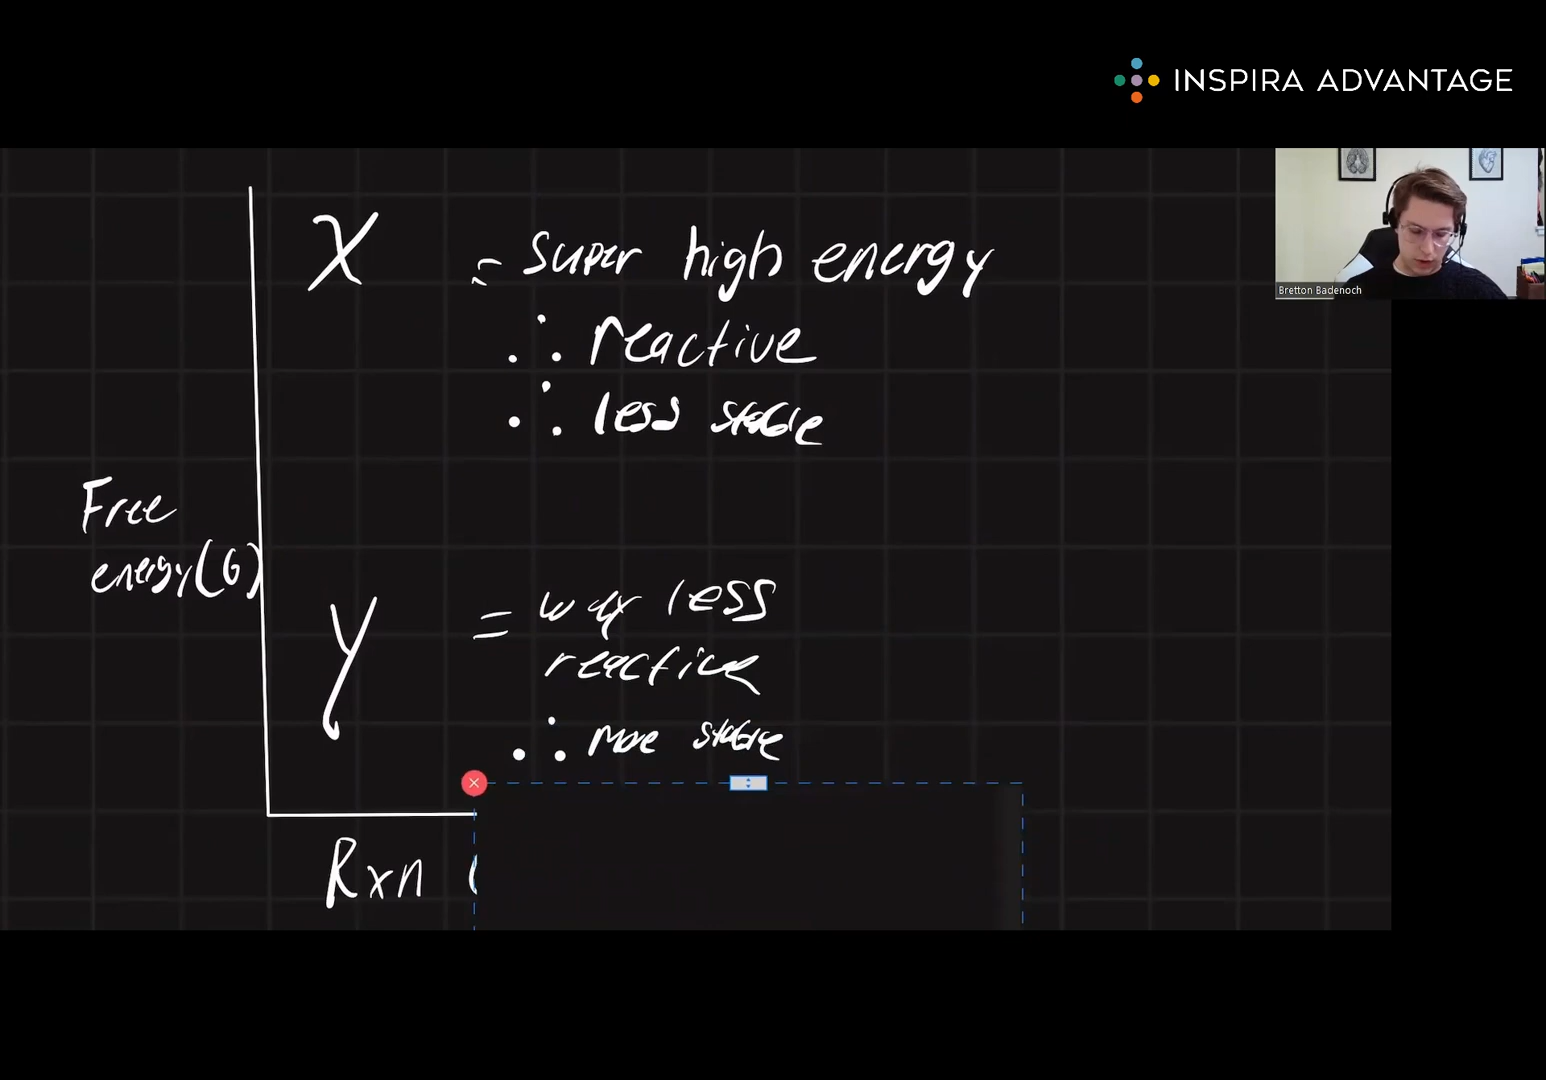 INSPIRA ADVANTAGE
Bretton Badenoch
X = super high energy
∴ reactive
∴ less stable
Free
energy (G)
y = way less
reactive
∴ more stable
Rxn